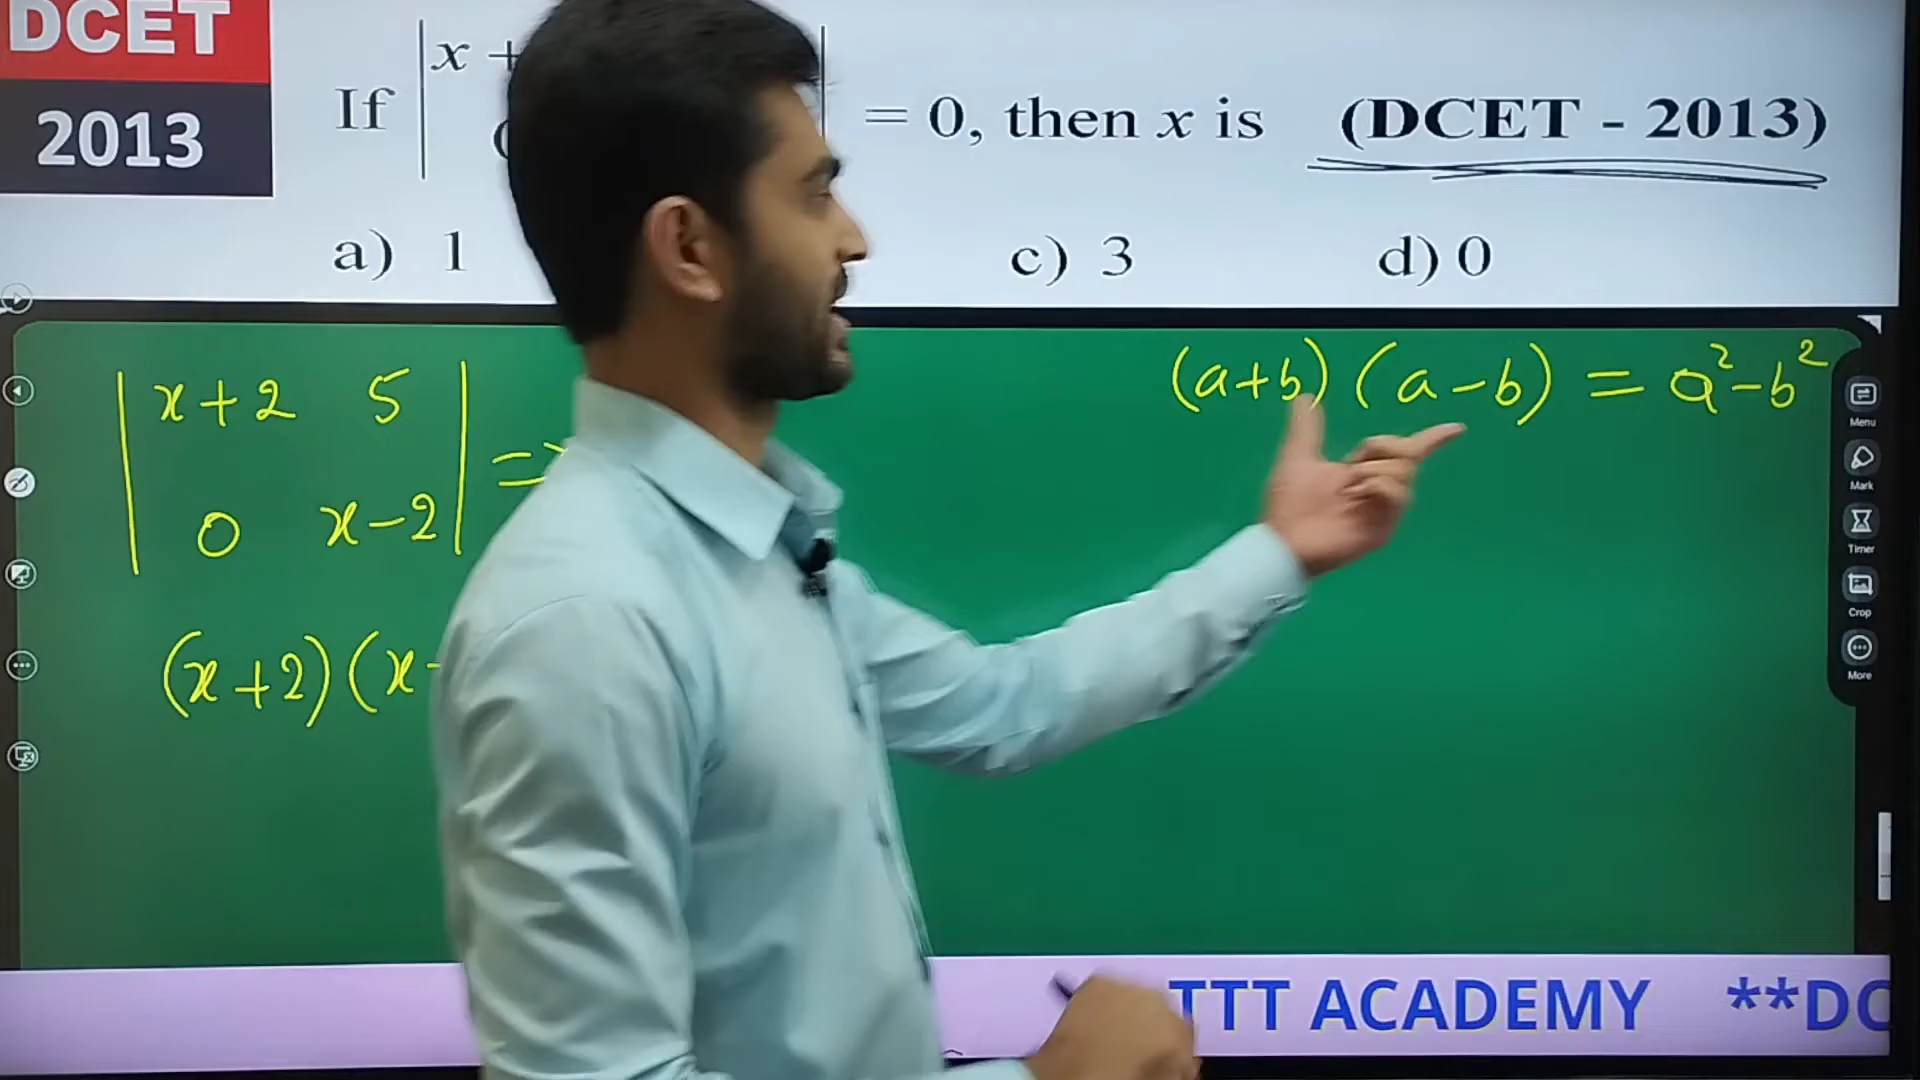 DCET
2013
If |x + | = 0, then x is (DCET - 2013)
a) 1 c) 3 d) 0
|x+2 5| =
|0 x-2|
(a+b) (a-b) = a²-b²
(x+2)(x-
Menu
Mark
Timer
Crop
More
TTT ACADEMY **DC